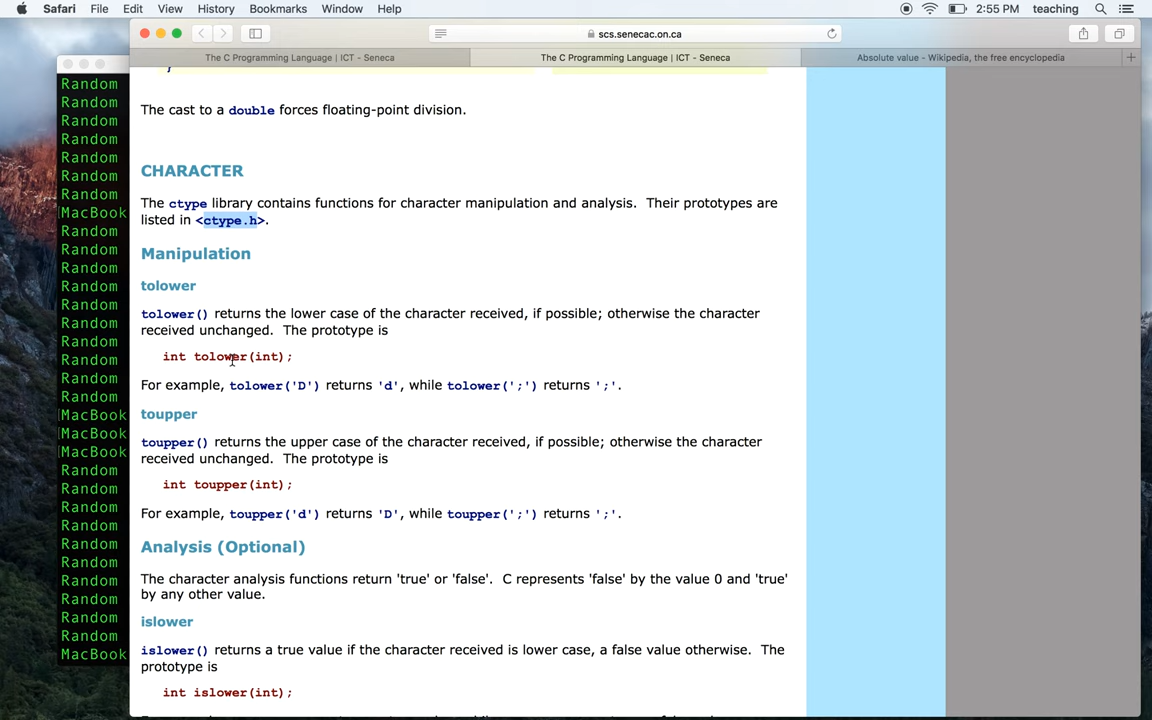 Safari File Edit View History Bookmarks Window Help 2:55 PM teaching
scs.senecac.on.ca
The C Programming Language | ICT - Seneca The C Programming Language | ICT - Seneca Absolute value - Wikipedia, the free encyclopedia
The cast to a double forces floating-point division.
CHARACTER
The ctype library contains functions for character manipulation and analysis. Their prototypes are
listed in <ctype.h>.
Manipulation
tolower
tolower() returns the lower case of the character received, if possible; otherwise the character
received unchanged. The prototype is
int tolower(int);
For example, tolower('D') returns 'd', while tolower(';') returns ';'.
toupper
toupper() returns the upper case of the character received, if possible; otherwise the character
received unchanged. The prototype is
int toupper(int);
For example, toupper('d') returns 'D', while toupper(';') returns ';'.
Analysis (Optional)
The character analysis functions return 'true' or 'false'. C represents 'false' by the value 0 and 'true'
by any other value.
islower
islower() returns a true value if the character received is lower case, a false value otherwise. The
prototype is
int islower(int);
Random
Random
Random
Random
Random
Random
Random
MacBook
Random
Random
Random
Random
Random
Random
Random
Random
Random
Random
MacBook
MacBook
MacBook
Random
Random
Random
Random
Random
Random
Random
Random
Random
Random
MacBook